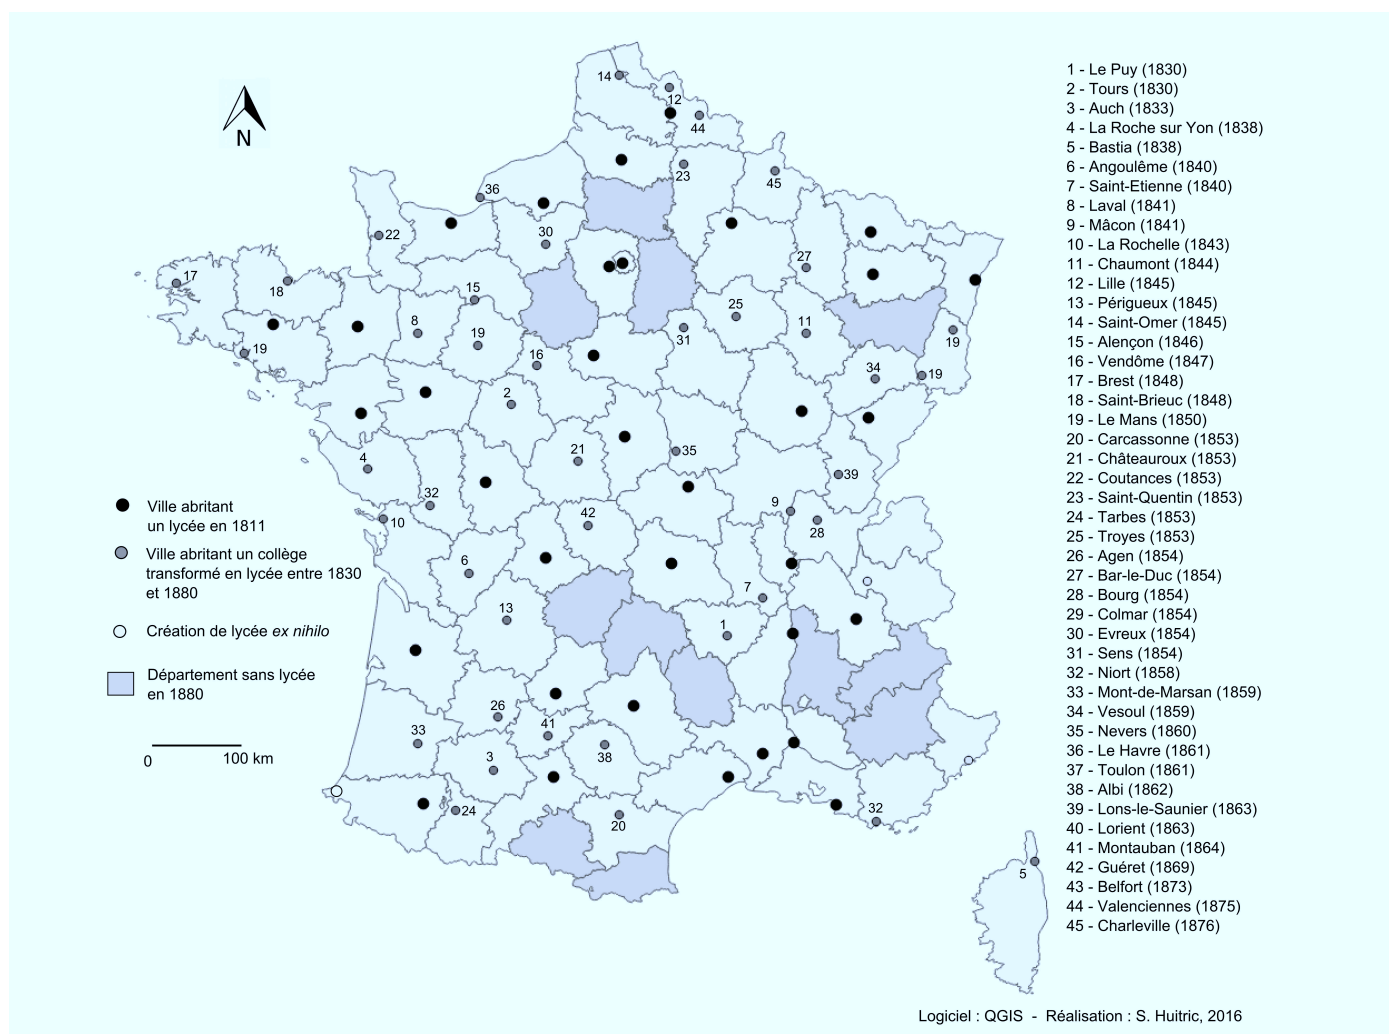 14
12
44
23
45
36
22
30
17
18
27
15
8
19
25
11
31
19
19
16
34
19
2
4
21
35
39
32
9
10
42
28
6
7
13
1
26
41
33
3
38
24
20
32
5
N
Ville abritant
un lycée en 1811
Ville abritant un collège
transformé en lycée entre 1830
et 1880
Création de lycée ex nihilo
Département sans lycée
en 1880
0 100 km
1 - Le Puy (1830)
2 - Tours (1830)
3 - Auch (1833)
4 - La Roche sur Yon (1838)
5 - Bastia (1838)
6 - Angoulême (1840)
7 - Saint-Etienne (1840)
8 - Laval (1841)
9 - Mâcon (1841)
10 - La Rochelle (1843)
11 - Chaumont (1844)
12 - Lille (1845)
13 - Périgueux (1845)
14 - Saint-Omer (1845)
15 - Alençon (1846)
16 - Vendôme (1847)
17 - Brest (1848)
18 - Saint-Brieuc (1848)
19 - Le Mans (1850)
20 - Carcassonne (1853)
21 - Châteauroux (1853)
22 - Coutances (1853)
23 - Saint-Quentin (1853)
24 - Tarbes (1853)
25 - Troyes (1853)
26 - Agen (1854)
27 - Bar-le-Duc (1854)
28 - Bourg (1854)
29 - Colmar (1854)
30 - Evreux (1854)
31 - Sens (1854)
32 - Niort (1858)
33 - Mont-de-Marsan (1859)
34 - Vesoul (1859)
35 - Nevers (1860)
36 - Le Havre (1861)
37 - Toulon (1861)
38 - Albi (1862)
39 - Lons-le-Saunier (1863)
40 - Lorient (1863)
41 - Montauban (1864)
42 - Guéret (1869)
43 - Belfort (1873)
44 - Valenciennes (1875)
45 - Charleville (1876)
Logiciel : QGIS - Réalisation : S. Huitric, 2016